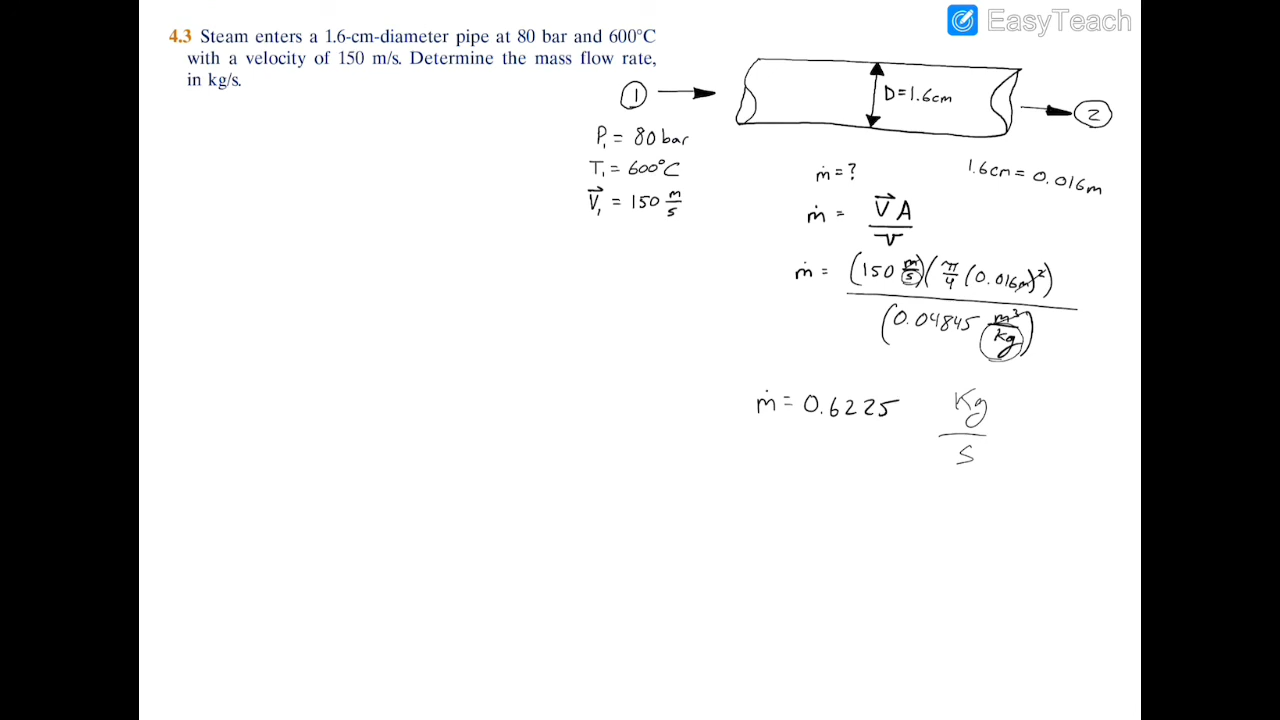 EasyTeach
4.3 Steam enters a 1.6-cm-diameter pipe at 80 bar and 600°C
with a velocity of 150 m/s. Determine the mass flow rate,
in kg/s.
1
D=1.6cm
2
P₁ = 80 bar
T₁ = 600°C
V⃗₁ = 150 m/s
ṁ = ?
1.6cm = 0.016m
ṁ = V⃗A/v
ṁ = (150 m/s)(π/4 (0.016m)²)/(0.04845 m³/kg)
ṁ = 0.6225 Kg/s